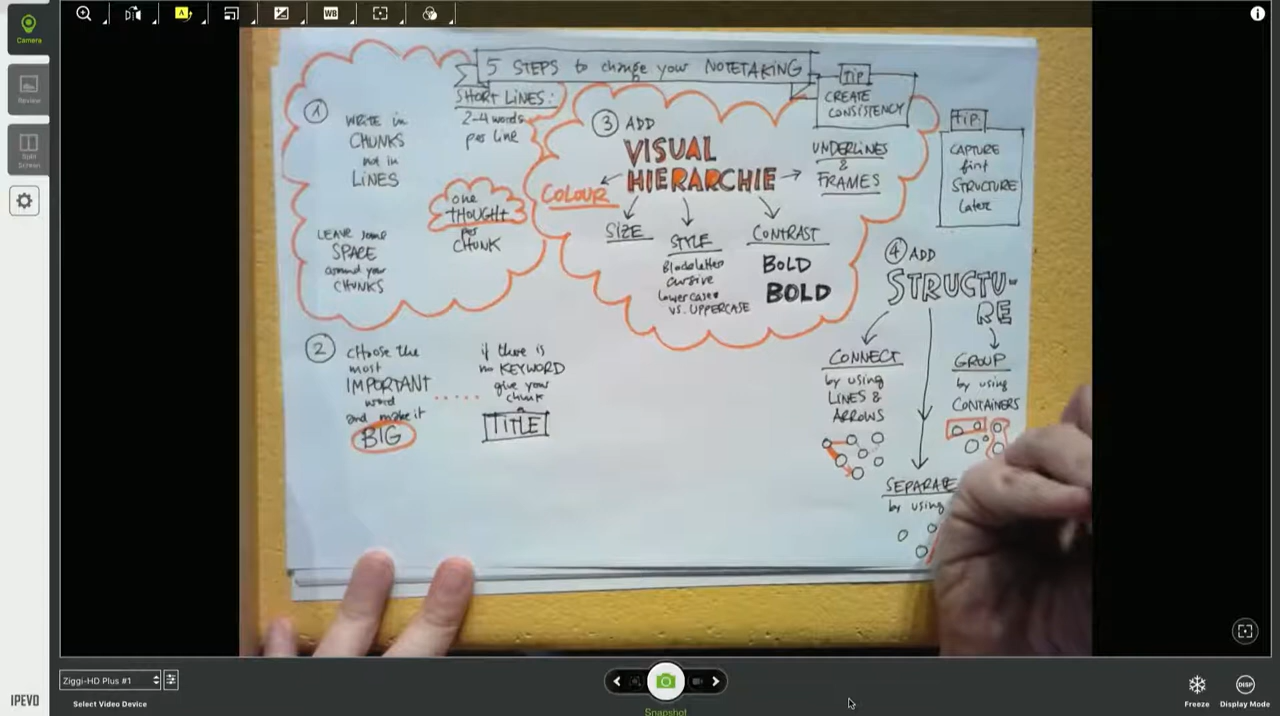 Camera
Review
Split
Screen
WB
5 STEPS to change your NOTETAKING
1
WRITE in
CHUNKS
not in
LINES
SHORT LINES:
2-4 words
per line
one
THOUGHT
per
CHUNK
LEAVE some
SPACE
around your
CHUNKS
2
CHOOSE the
most
IMPORTANT
word
and make it
BIG
if there is
no KEYWORD
give your
chunk
a
TITLE
3 ADD
VISUAL
HIERARCHIE
COLOUR
SIZE
STYLE
cursive
lowercase
vs. UPPERCASE
CONTRAST
BOLD
BOLD
UNDERLINES
&
FRAMES
Tip
CREATE
CONSISTENCY
Tip.
CAPTURE
first
STRUCTURE
later
4 ADD
STRUCTU-
RE
CONNECT
by using
LINES &
ARROWS
GROUP
by using
CONTAINERS
SEPARATE
by using
IPEVO
Ziggi-HD Plus #1
Select Video Device
Snapshot
Freeze
DISP
Display Mode